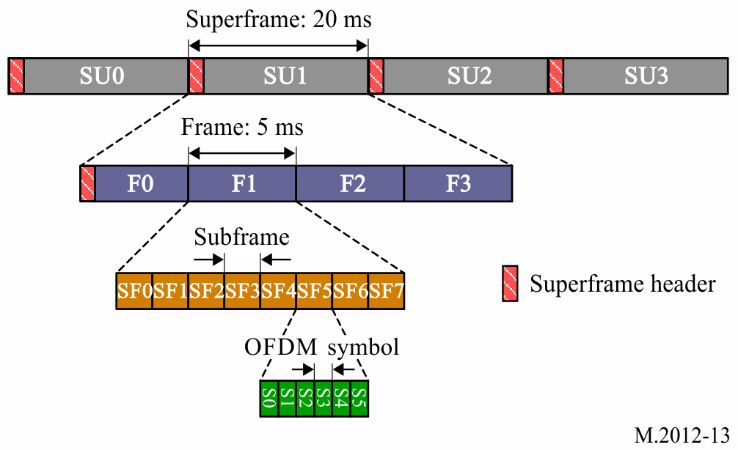 Superframe: 20 ms
SU0 SU1 SU2 SU3
Frame: 5 ms
F0 F1 F2 F3
Subframe
SF0 SF1 SF2 SF3 SF4 SF5 SF6 SF7
Superframe header
OFDM symbol
S0 S1 S2 S3 S4 S5
M.2012-13